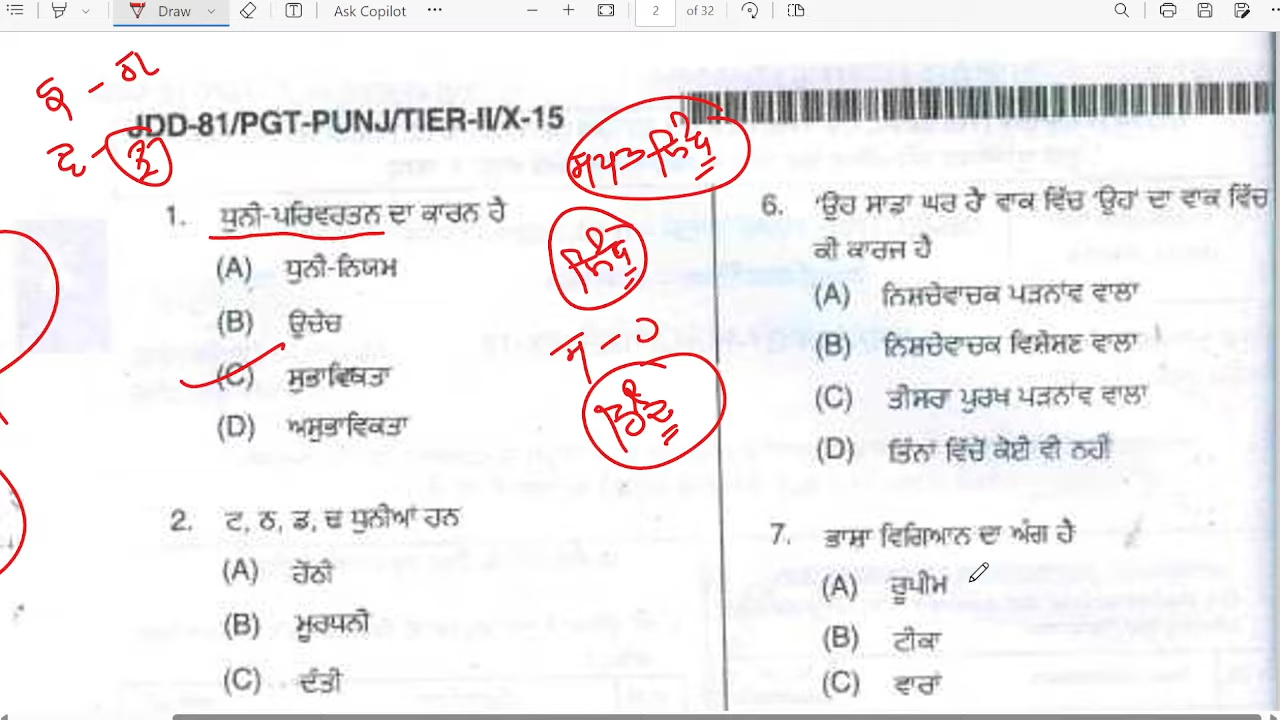 Draw
Ask Copilot
2 of 32
JDD-81/PGT-PUNJ/TIER-II/X-15
1. ਧੁਨੀ-ਪਰਿਵਰਤਨ ਦਾ ਕਾਰਨ ਹੈ
(A) ਧੁਨੀ-ਨਿਯਮ
(B) ਉਚੇਚ
(C) ਸੁਭਾਵਿਕਤਾ
(D) ਅਸੁਭਾਵਿਕਤਾ
2. ਟ, ਠ, ਡ, ਢ ਧੁਨੀਆਂ ਹਨ
(A) ਹੋਂਠੀ
(B) ਮੂਰਧਨੀ
(C) ਦੰਤੀ
ਸਪਤ ਸਿੰਧੂ
ਸਿੰਧੂ
ਸ - ਹ
ਹਿੰਦੂ
6. 'ਉਹ ਸਾਡਾ ਘਰ ਹੈ' ਵਾਕ ਵਿੱਚ 'ਉਹ' ਦਾ ਵਾਕ ਵਿੱਚ
ਕੀ ਕਾਰਜ ਹੈ
(A) ਨਿਸ਼ਚੇਵਾਚਕ ਪੜਨਾਂਵ ਵਾਲਾ
(B) ਨਿਸ਼ਚੇਵਾਚਕ ਵਿਸ਼ੇਸ਼ਣ ਵਾਲਾ
(C) ਤੀਸਰਾ ਪੁਰਖ ਪੜਨਾਂਵ ਵਾਲਾ
(D) ਤਿੰਨਾਂ ਵਿੱਚੋਂ ਕੋਈ ਵੀ ਨਹੀਂ
7. ਭਾਸ਼ਾ ਵਿਗਿਆਨ ਦਾ ਅੰਗ ਹੈ
(A) ਰੂਪੀਮ
(B) ਟੀਕਾ
(C) ਵਾਰਾਂ